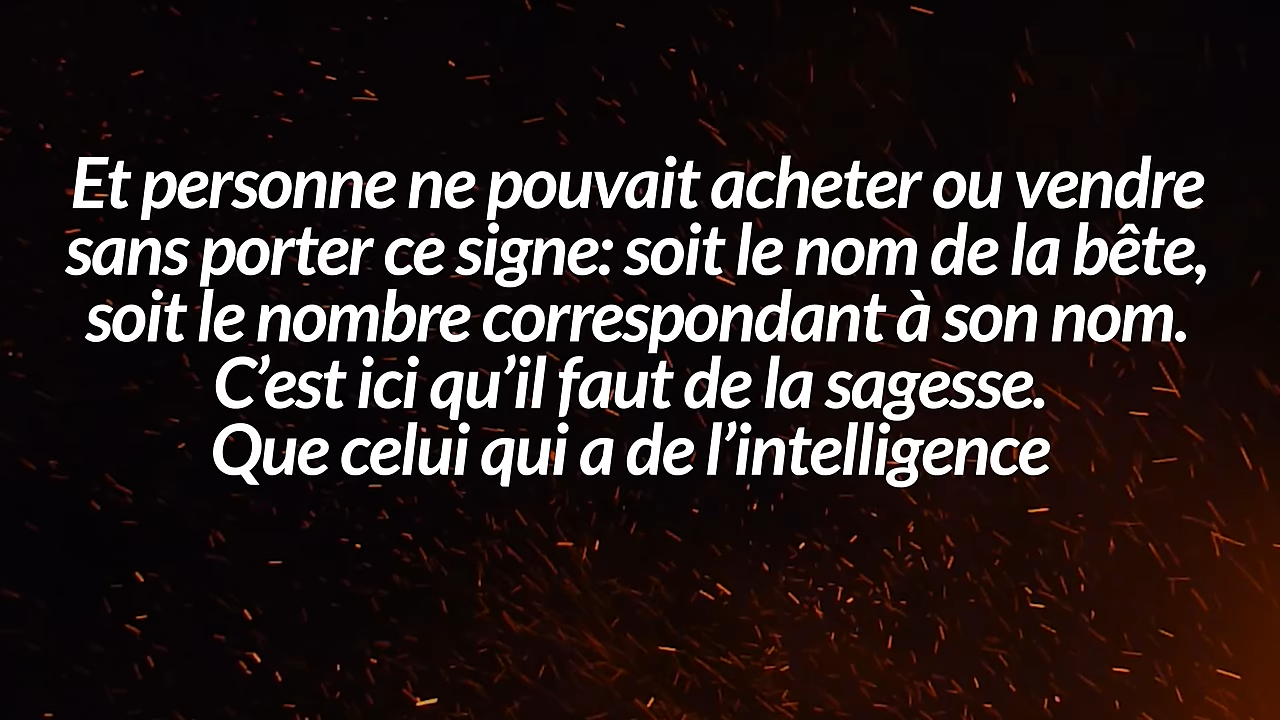 Et personne ne pouvait acheter ou vendre
sans porter ce signe: soit le nom de la bête,
soit le nombre correspondant à son nom.
C’est ici qu’il faut de la sagesse.
Que celui qui a de l’intelligence